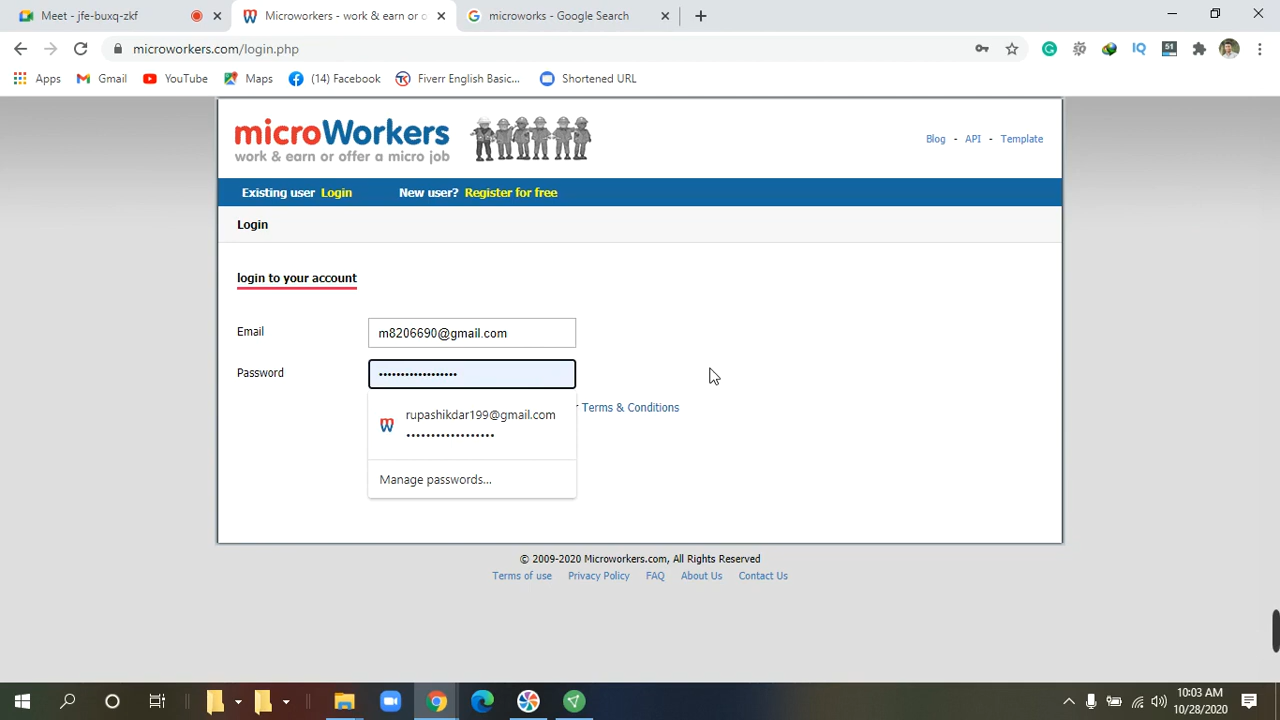 Meet - jfe-buxq-zkf
Microworkers - work & earn or o
microworks - Google Search
microworkers.com/login.php
51
IQ
Apps
Gmail
YouTube
Maps
(14) Facebook
Fiverr English Basic...
Shortened URL
microWorkers
work & earn or offer a micro job
Blog - API - Template
Existing user Login New user? Register for free
Login
login to your account
Email m8206690@gmail.com
Password ••••••••••••••••••
r Terms & Conditions
rupashikdar199@gmail.com
••••••••••••••••••
Manage passwords...
© 2009-2020 Microworkers.com, All Rights Reserved
Terms of use Privacy Policy FAQ About Us Contact Us
10:03 AM
10/28/2020